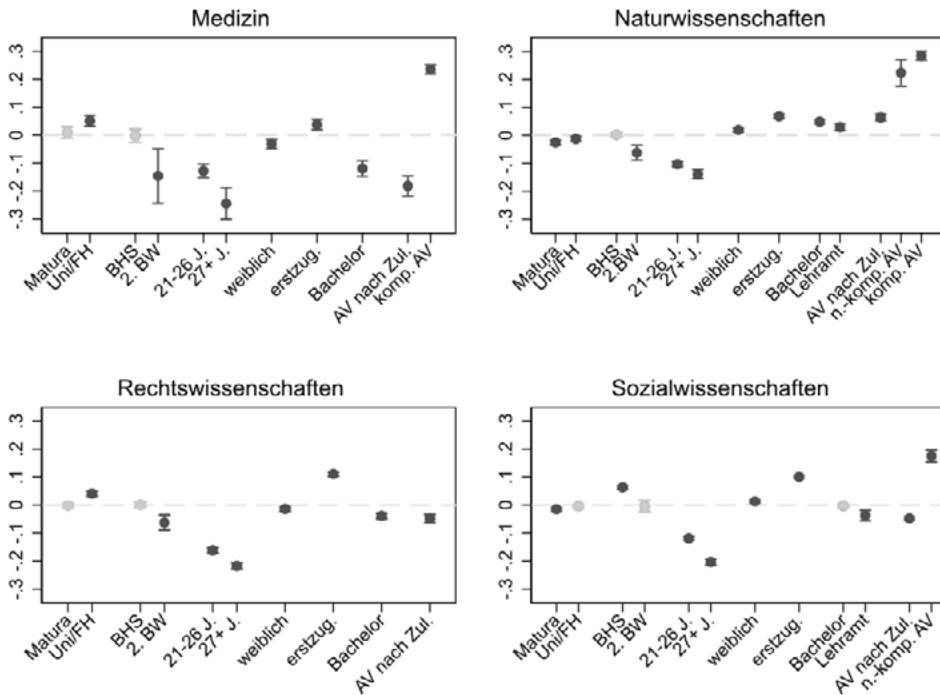 Medizin
.3
.2
.1
0
-.1
-.2
-.3
Matura
Uni/FH
BHS
2. BW
21-26 J.
27+ J.
weiblich
erstzug.
Bachelor
AV nach Zul.
komp. AV
Naturwissenschaften
.3
.2
.1
0
-.1
-.2
-.3
Matura
Uni/FH
BHS
2.BW
21-26 J.
27+ J.
weiblich
erstzug.
Bachelor
Lehramt
AV nach Zul.
n.-komp. AV
komp. AV
Rechtswissenschaften
.3
.2
.1
0
-.1
-.2
-.3
Matura
Uni/FH
BHS
2. BW
21-26 J.
27+ J.
weiblich
erstzug.
Bachelor
AV nach Zul.
Sozialwissenschaften
.3
.2
.1
0
-.1
-.2
-.3
Matura
Uni/FH
BHS
2. BW
21-26 J.
27+ J.
weiblich
erstzug.
Bachelor
Lehramt
AV nach Zul.
n.-komp. AV